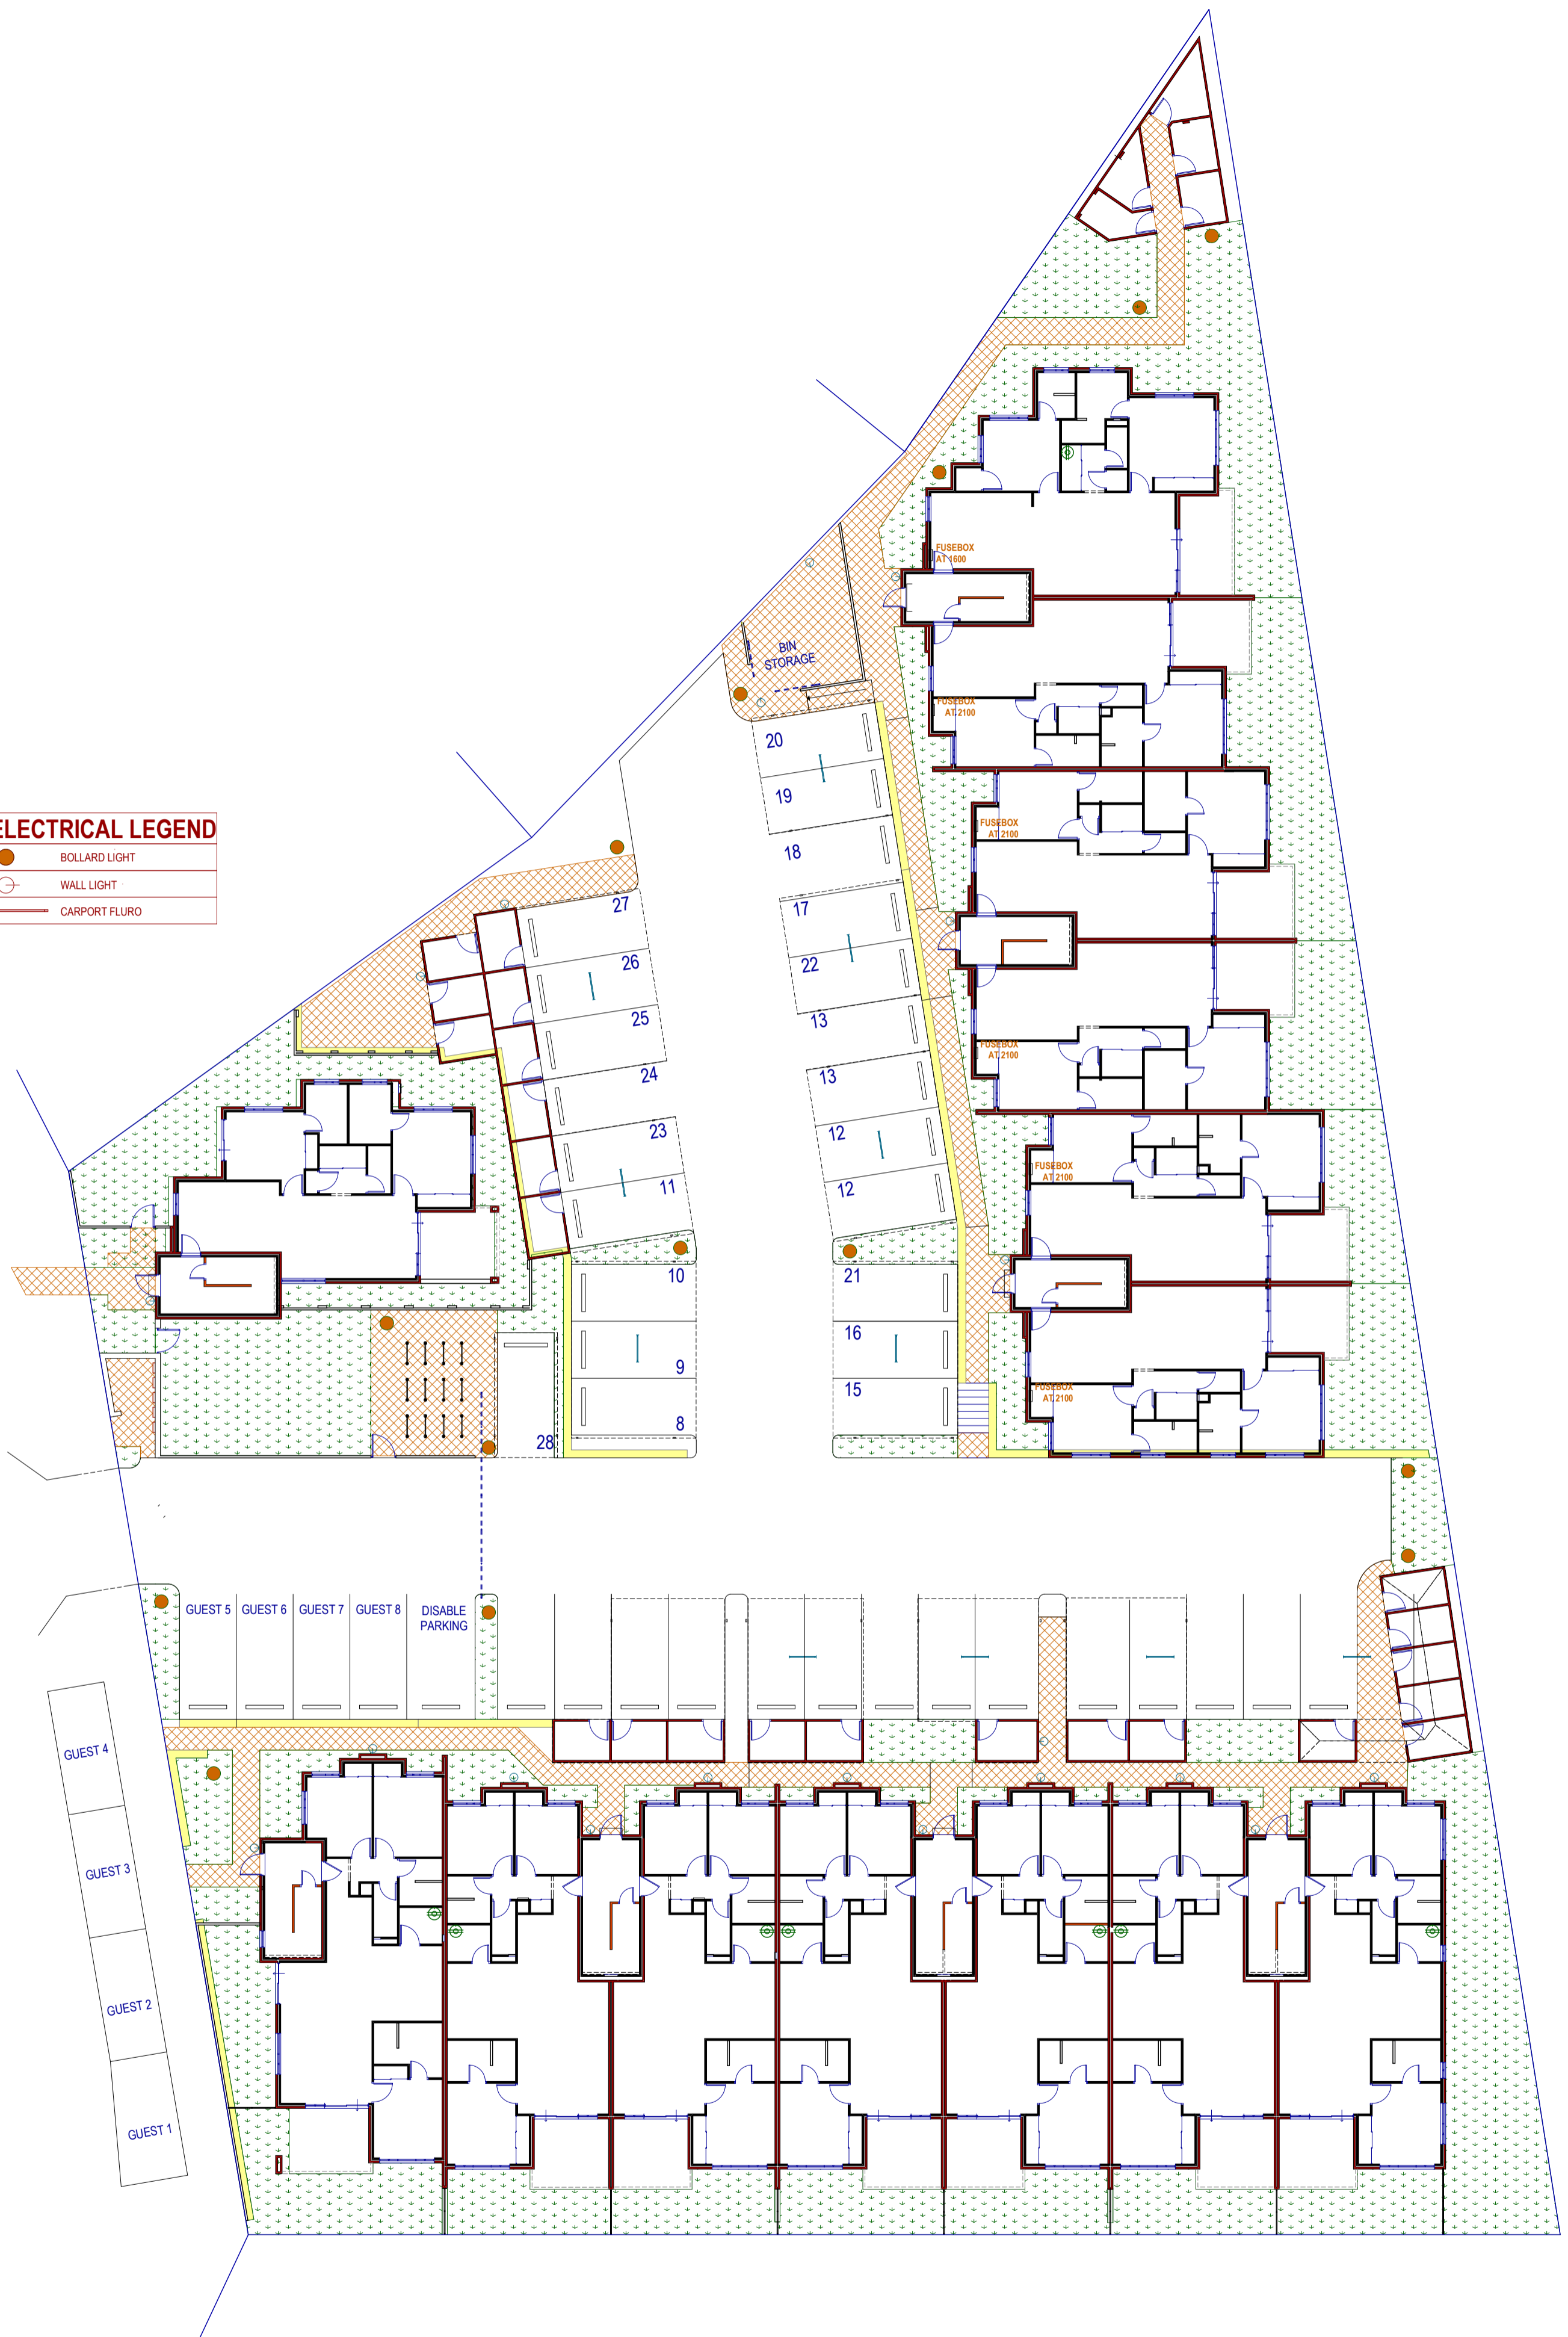 FUSEBOX
AT 1600
BIN
STORAGE
FUSEBOX
AT 2100
20
19
ELECTRICAL LEGEND
BOLLARD LIGHT
WALL LIGHT
CARPORT FLURO
FUSEBOX
AT 2100
18
27
17
26
22
25
13
24
FUSEBOX
AT 2100
13
23
12
11
12
FUSEBOX
AT 2100
10
21
9
16
8
15
28
FUSEBOX
AT 2100
GUEST 5
GUEST 6
GUEST 7
GUEST 8
DISABLE
PARKING
GUEST 4
GUEST 3
GUEST 2
GUEST 1